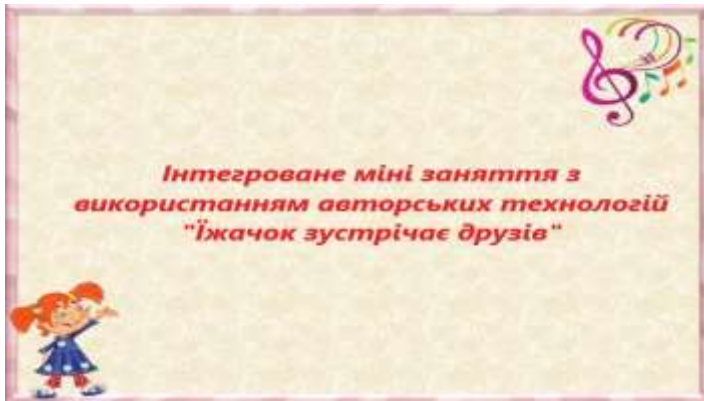 Інтегроване міні заняття з
використанням авторських технологій
"Їжачок зустрічає друзів"